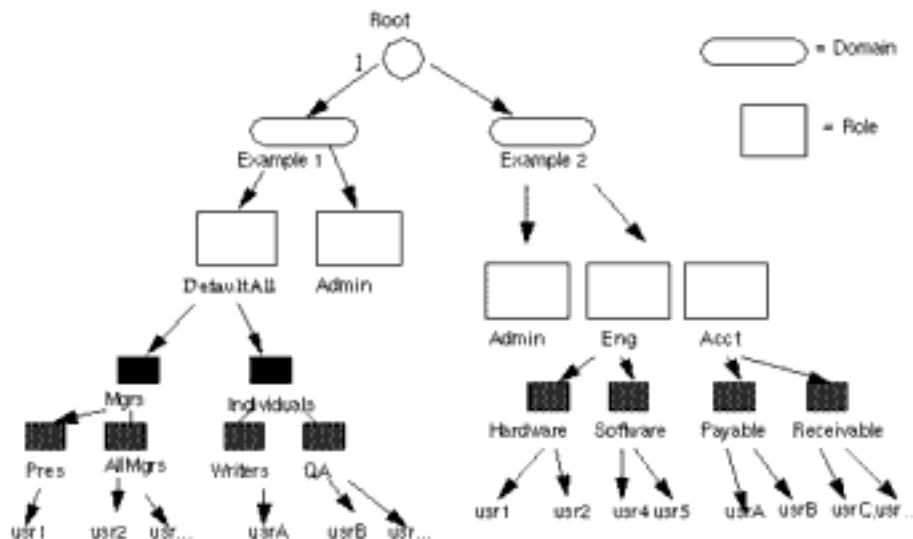 Root
1
= Domain
Example 1
Example 2
= Role
DefaultAll
Admin
Admin
Eng
Acct
Mgrs
Individuals
Hardware
Software
Payable
Receivable
Pres
AllMgrs
Writers
QA
usr1
usr2
usr...
usrA
usrB
usr...
usr1
usr2
usr4
usr5
usrA
usrB
usrC,usr...